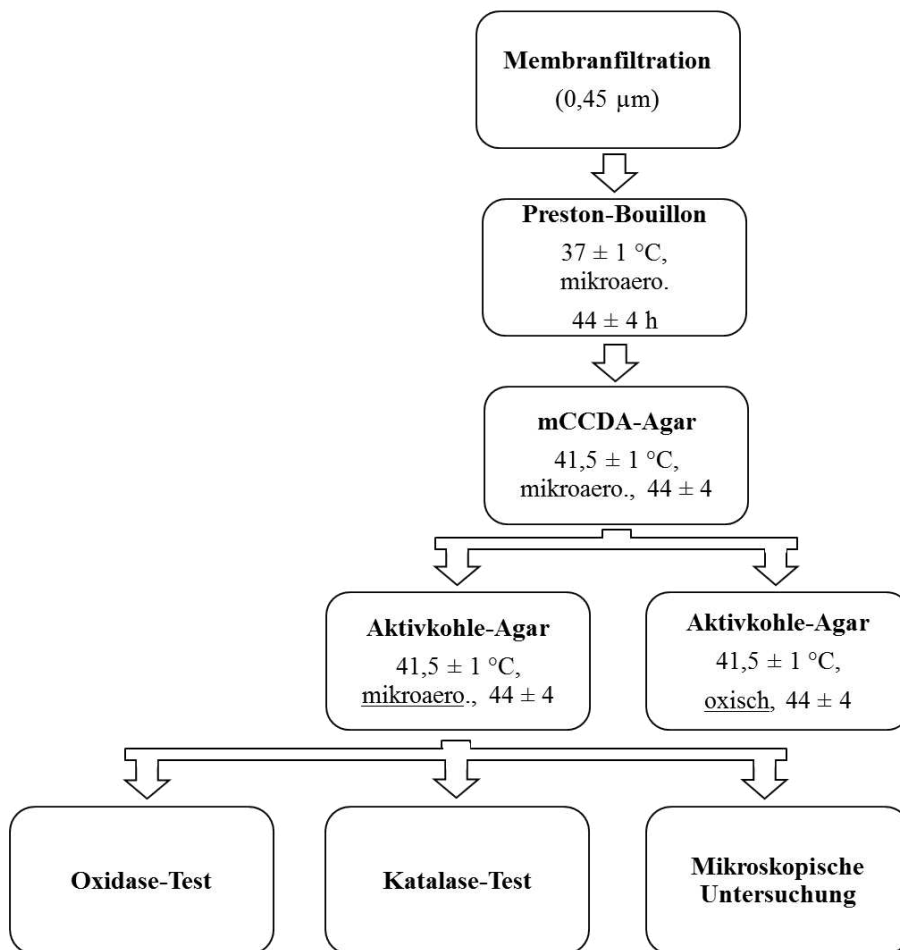 Membranfiltration
(0,45 µm)
Preston-Bouillon
37 ± 1 °C,
mikroaero.
44 ± 4 h
mCCDA-Agar
41,5 ± 1 °C,
mikroaero., 44 ± 4
Aktivkohle-Agar
41,5 ± 1 °C,
mikroaero., 44 ± 4
Aktivkohle-Agar
41,5 ± 1 °C,
oxisch, 44 ± 4
Oxidase-Test
Katalase-Test
Mikroskopische
Untersuchung